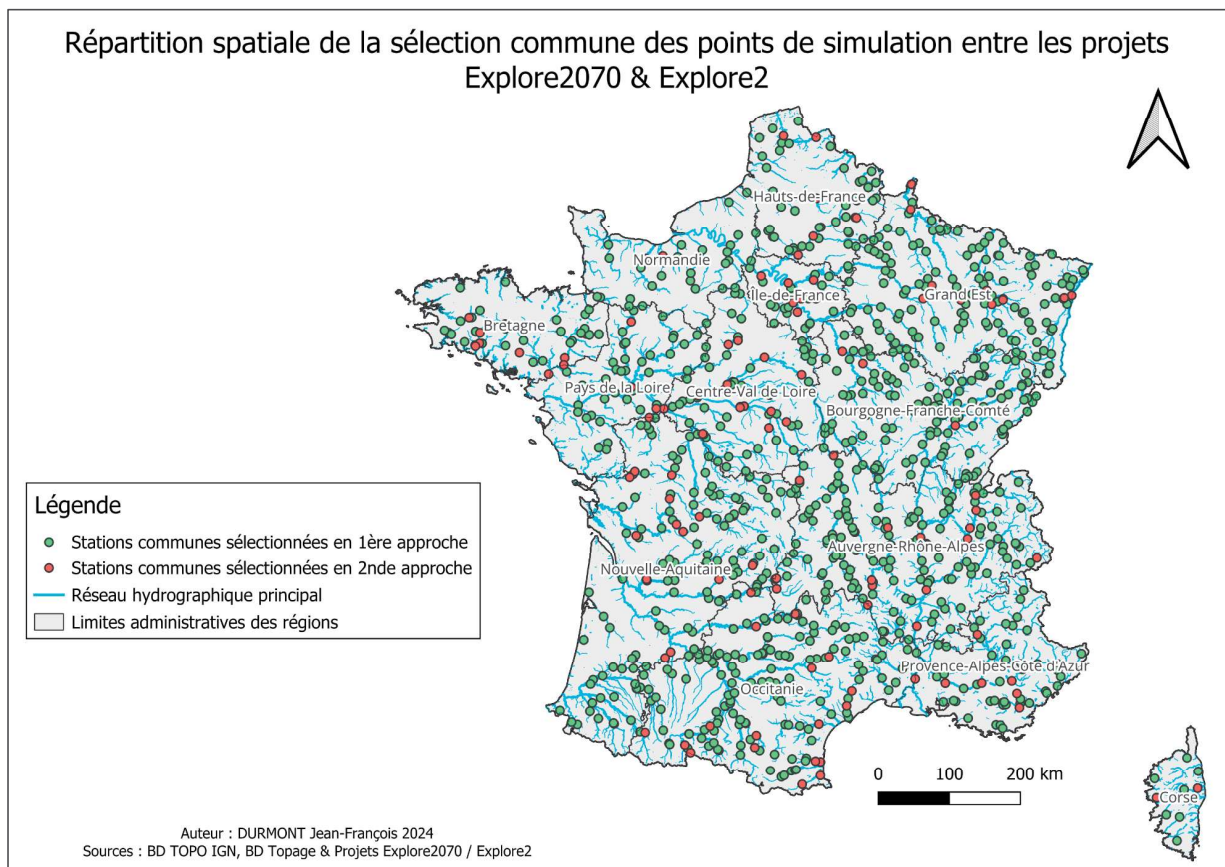 Répartition spatiale de la sélection commune des points de simulation entre les projets
Explore2070 & Explore2
Hauts-de-France
Normandie
Île-de-France
Grand Est
Bretagne
Pays de la Loire
Centre-Val de Loire
Bourgogne-Franche-Comté
Légende
Stations communes sélectionnées en 1ère approche
Stations communes sélectionnées en 2nde approche
Réseau hydrographique principal
Limites administratives des régions
Auvergne-Rhône-Alpes
Nouvelle-Aquitaine
Provence-Alpes-Côte d'Azur
Occitanie
0 100 200 km
Corse
Auteur : DURMONT Jean-François 2024
Sources : BD TOPO IGN, BD Topage & Projets Explore2070 / Explore2